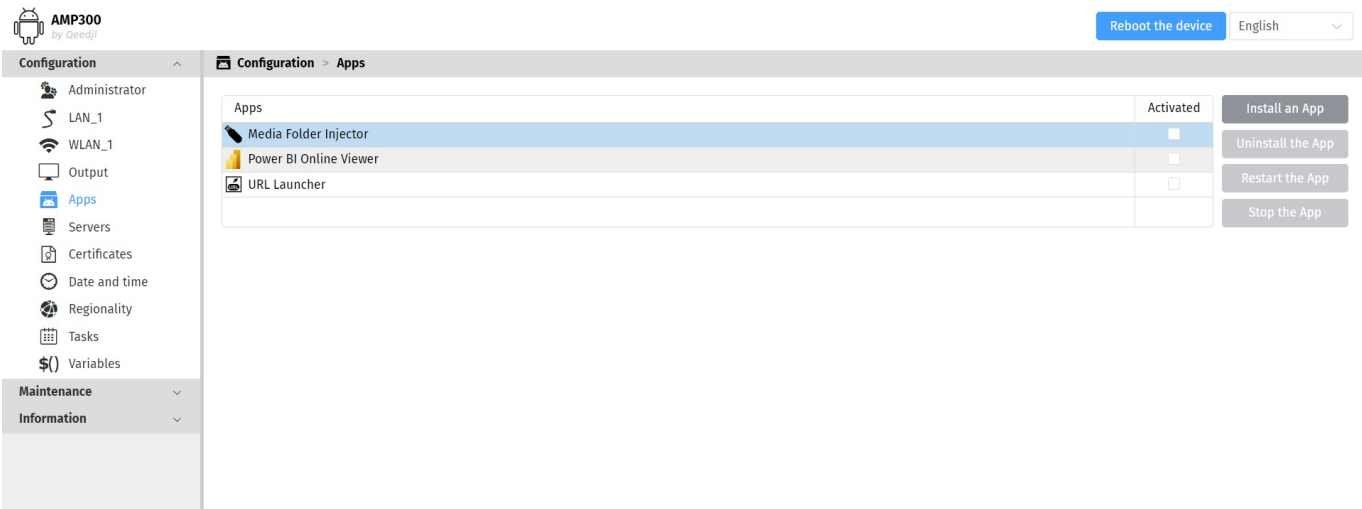 AMP300
by Qeedji
Reboot the device
English
Configuration
Configuration > Apps
Administrator
LAN_1
WLAN_1
Output
Apps
Servers
Certificates
Date and time
Regionality
Tasks
$() Variables
Maintenance
Information
Apps Activated
Media Folder Injector
Power BI Online Viewer
URL URL Launcher
Install an App
Uninstall the App
Restart the App
Stop the App